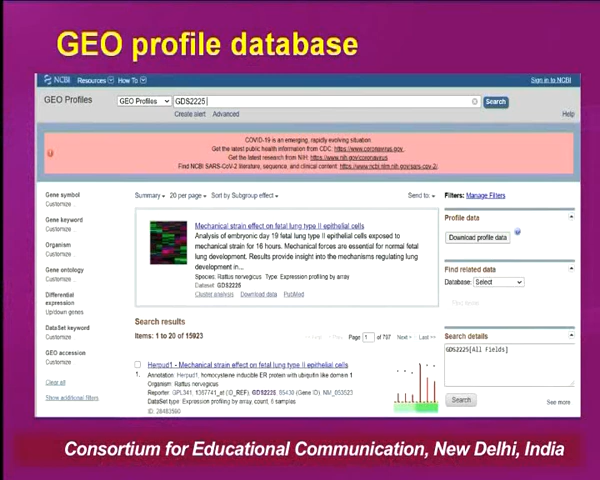 GEO profile database
NCBI Resources How To Sign in to NCBI
GEO Profiles GEO Profiles GDS2225 Search
Create alert Advanced Help
COVID-19 is an emerging, rapidly evolving situation.
Get the latest public health information from CDC: https://www.coronavirus.gov.
Get the latest research from NIH: https://www.nih.gov/coronavirus
Find NCBI SARS-CoV-2 literature, sequence, and clinical content: https://www.ncbi.nlm.nih.gov/sars-cov-2/.
Gene symbol
Customize ...
Gene keyword
Customize ...
Organism
Customize ...
Gene ontology
Customize ...
Differential
expression
Up/down genes
DataSet keyword
Customize ...
GEO accession
Customize ...
Clear all
Show additional filters
Summary 20 per page Sort by Subgroup effect Send to:
Mechanical strain effect on fetal lung type II epithelial cells
Analysis of embryonic day 19 fetal lung type II epithelial cells exposed to
mechanical strain for 16 hours. Mechanical forces are essential for normal fetal
lung development. Results provide insight into the mechanisms regulating lung
development in...
Species: Rattus norvegicus Type: Expression profiling by array
Dataset: GDS2225
Cluster analysis Download data PubMed
Search results
Items: 1 to 20 of 15923
Page 1 of 797 Next > Last >>
Herpud1 - Mechanical strain effect on fetal lung type II epithelial cells
1. Annotation: Herpud1, homocysteine inducible ER protein with ubiquitin like domain 1
Organism: Rattus norvegicus
Reporter: GPL341, 1367741_at (ID_REF), GDS2225, 85430 (Gene ID), NM_053523
DataSet type: Expression profiling by array, count, 6 samples
ID: 28483590
Filters: Manage Filters
Profile data
Download profile data
Find related data
Database: Select
Find items
Search details
GDS2225[All Fields]
Search See more
Consortium for Educational Communication, New Delhi, India